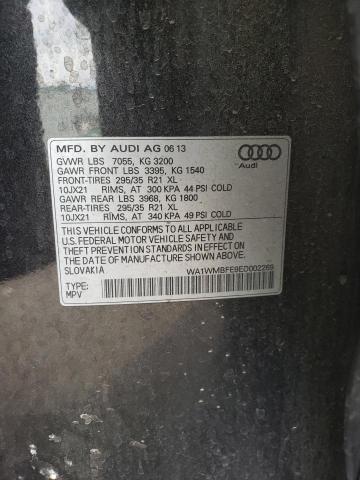 MFD. BY AUDI AG 06 13
GVWR LBS 7055, KG 3200
GAWR FRONT LBS 3395, KG 1540
FRONT-TIRES 295/35 R21 XL
10JX21 RIMS, AT 300 KPA 44 PSI COLD
GAWR REAR LBS 3968, KG 1800
REAR-TIRES 295/35 R21 XL
10JX21 RIMS, AT 340 KPA 49 PSI COLD
Audi
THIS VEHICLE CONFORMS TO ALL APPLICABLE
U.S. FEDERAL MOTOR VEHICLE SAFETY AND
THEFT PREVENTION STANDARDS IN EFFECT ON
DATE OF MANUFACTURE SHOWN ABOVE.
SLOVAKIA
WA1WMBFE9ED002269
TYPE:
MPV